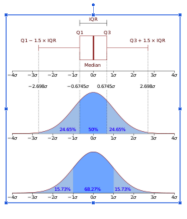 IQR
Q1 Q3
Q1 − 1.5 × IQR Q3 + 1.5 × IQR
Median
−4σ −3σ −2σ −1σ 0σ 1σ 2σ 3σ 4σ
−2.698σ −0.6745σ 0.6745σ 2.698σ
24.65% 50% 24.65%
−4σ −3σ −2σ −1σ 0σ 1σ 2σ 3σ 4σ
15.73% 68.27% 15.73%
−4σ −3σ −2σ −1σ 0σ 1σ 2σ 3σ 4σ